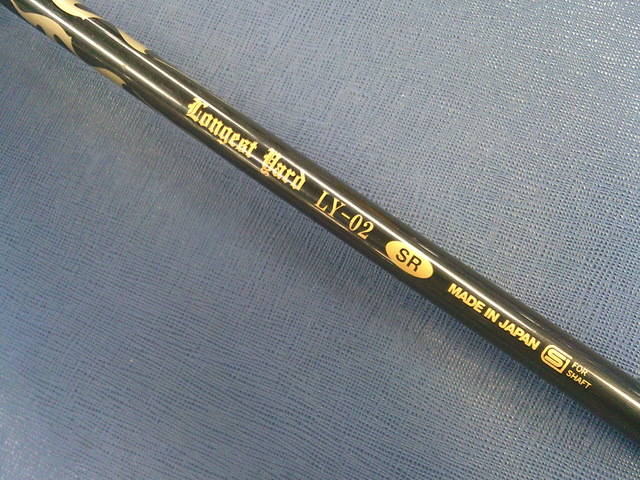 Longest Yard LY-02 SR MADE IN JAPAN S FOR
SHAFT